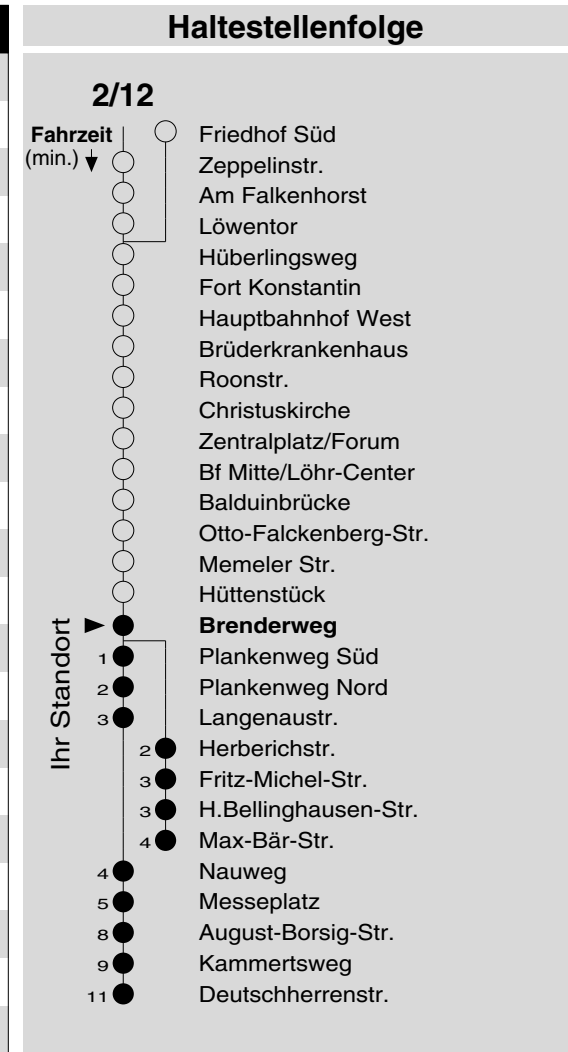 Haltestellenfolge
2/12
Fahrzeit
(min.)
Friedhof Süd
Zeppelinstr.
Am Falkenhorst
Löwentor
Hüberlingsweg
Fort Konstantin
Hauptbahnhof West
Brüderkrankenhaus
Roonstr.
Christuskirche
Zentralplatz/Forum
Bf Mitte/Löhr-Center
Balduinbrücke
Otto-Falckenberg-Str.
Memeler Str.
Hüttenstück
Ihr Standort
Brenderweg
1 Plankenweg Süd
2 Plankenweg Nord
3 Langenaustr.
2 Herberichstr.
3 Fritz-Michel-Str.
3 H.Bellinghausen-Str.
4 Max-Bär-Str.
4 Nauweg
5 Messeplatz
8 August-Borsig-Str.
9 Kammertsweg
11 Deutschherrenstr.